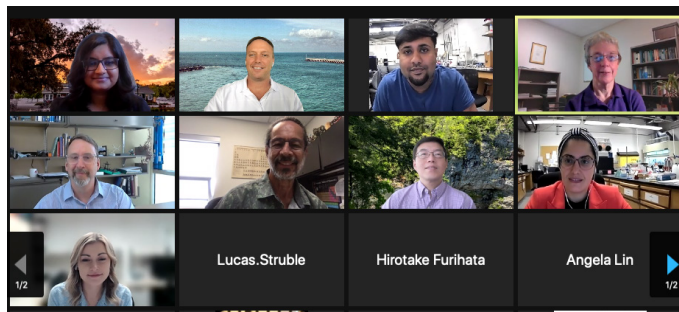 Lucas.Struble
Hirotake Furihata
Angela Lin
1/2
1/2